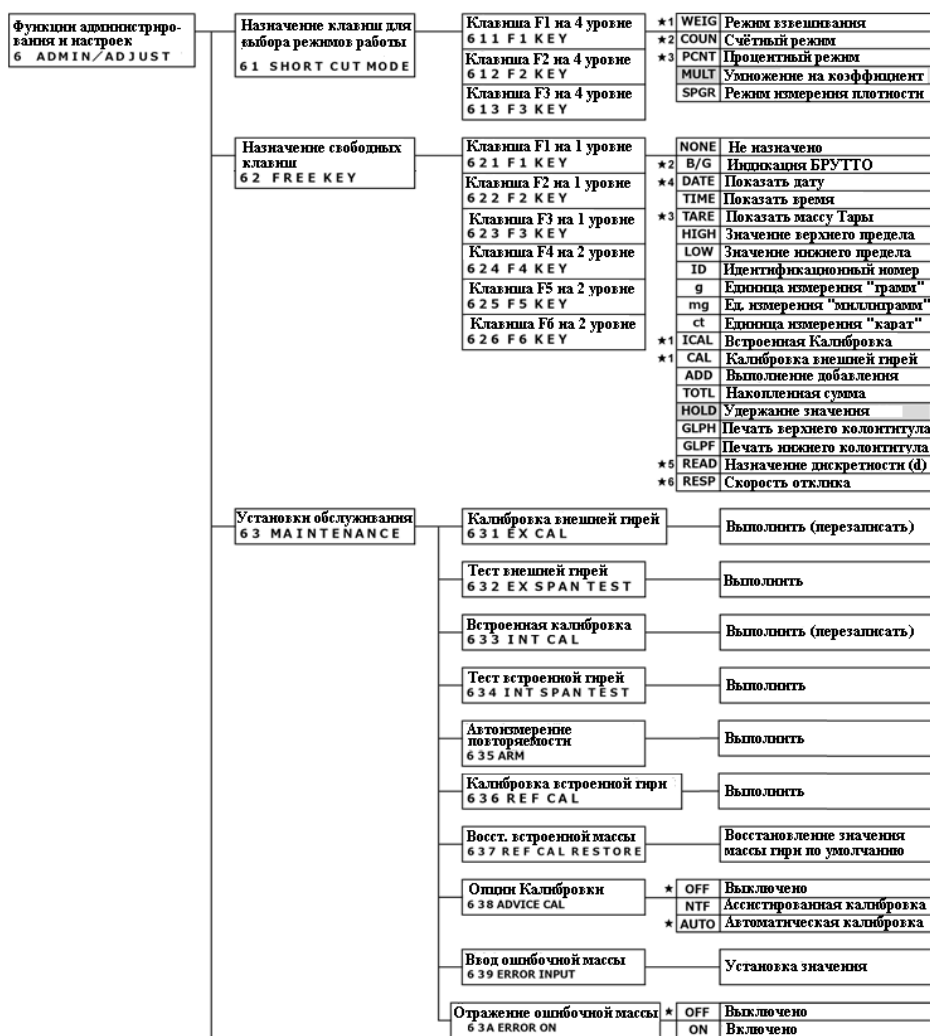 Функции администриро-
вания и настроек
6 ADMIN/ADJUST
Назначение клавиш для
выбора режимов работы
61 SHORT CUT MODE
Клавиша F1 на 4 уровне
611 F1 KEY
Клавиша F2 на 4 уровне
612 F2 KEY
Клавиша F3 на 4 уровне
613 F3 KEY
★1 WEIG Режим взвешивания
★2 COUN Счётный режим
★3 PCNT Процентный режим
MULT Умножение на коэффициент
SPGR Режим измерения плотности
Назначение свободных
клавиш
62 FREE KEY
Клавиша F1 на 1 уровне
621 F1 KEY
Клавиша F2 на 1 уровне
622 F2 KEY
Клавиша F3 на 1 уровне
623 F3 KEY
Клавиша F4 на 2 уровне
624 F4 KEY
Клавиша F5 на 2 уровне
625 F5 KEY
Клавиша F6 на 2 уровне
626 F6 KEY
NONE Не назначено
★2 B/G Индикация БРУТТО
★4 DATE Показать дату
TIME Показать время
★3 TARE Показать массу Тары
HIGH Значение верхнего предела
LOW Значение нижнего предела
ID Идентификационный номер
g Единица измерения "грамм"
mg Ед. измерения "миллиграмм"
ct Единица измерения "карат"
★1 ICAL Встроенная Калибровка
★1 CAL Калибровка внешней гирей
ADD Выполнение добавления
TOTL Накопленная сумма
HOLD Удержание значения
GLPH Печать верхнего колонтитула
GLPF Печать нижнего колонтитула
★5 READ Назначение дискретности (d)
★6 RESP Скорость отклика
Установки обслуживания
63 MAINTENANCE
Калибровка внешней гирей
631 EX CAL
Выполнить (перезаписать)
Тест внешней гирей
632 EX SPAN TEST
Выполнить
Встроенная калибровка
633 INT CAL
Выполнить (перезаписать)
Тест встроенной гирей
634 INT SPAN TEST
Выполнить
Автоизмерение
повторяемости
635 ARM
Выполнить
Калибровка встроенной гири
636 REF CAL
Выполнить
Восст. встроенной массы
637 REF CAL RESTORE
Восстановление значения
массы гири по умолчанию
Опции Калибровки
638 ADVICE CAL
★ OFF Выключено
NTF Ассистированная калибровка
★ AUTO Автоматическая калибровка
Ввод ошибочной массы
639 ERROR INPUT
Установка значения
Отражение ошибочной массы
63A ERROR ON
★ OFF Выключено
ON Включено